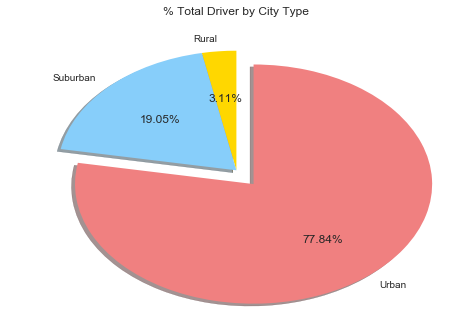 % Total Driver by City Type
Rural
Suburban
3.11%
19.05%
77.84%
Urban